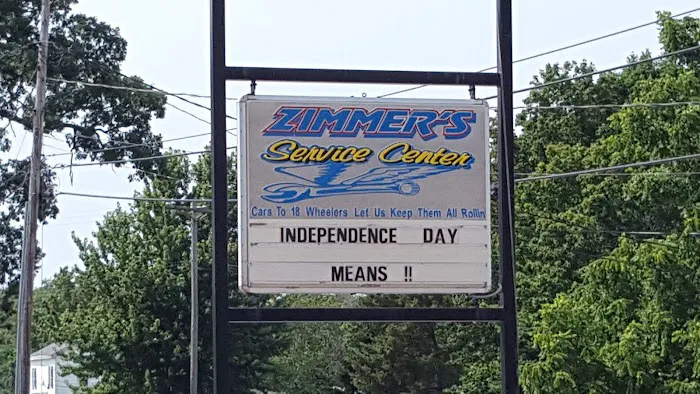 ZIMMER'S
Service Center
Cars To 18 Wheelers Let Us Keep Them All Rollin
INDEPENDENCE DAY
MEANS !!